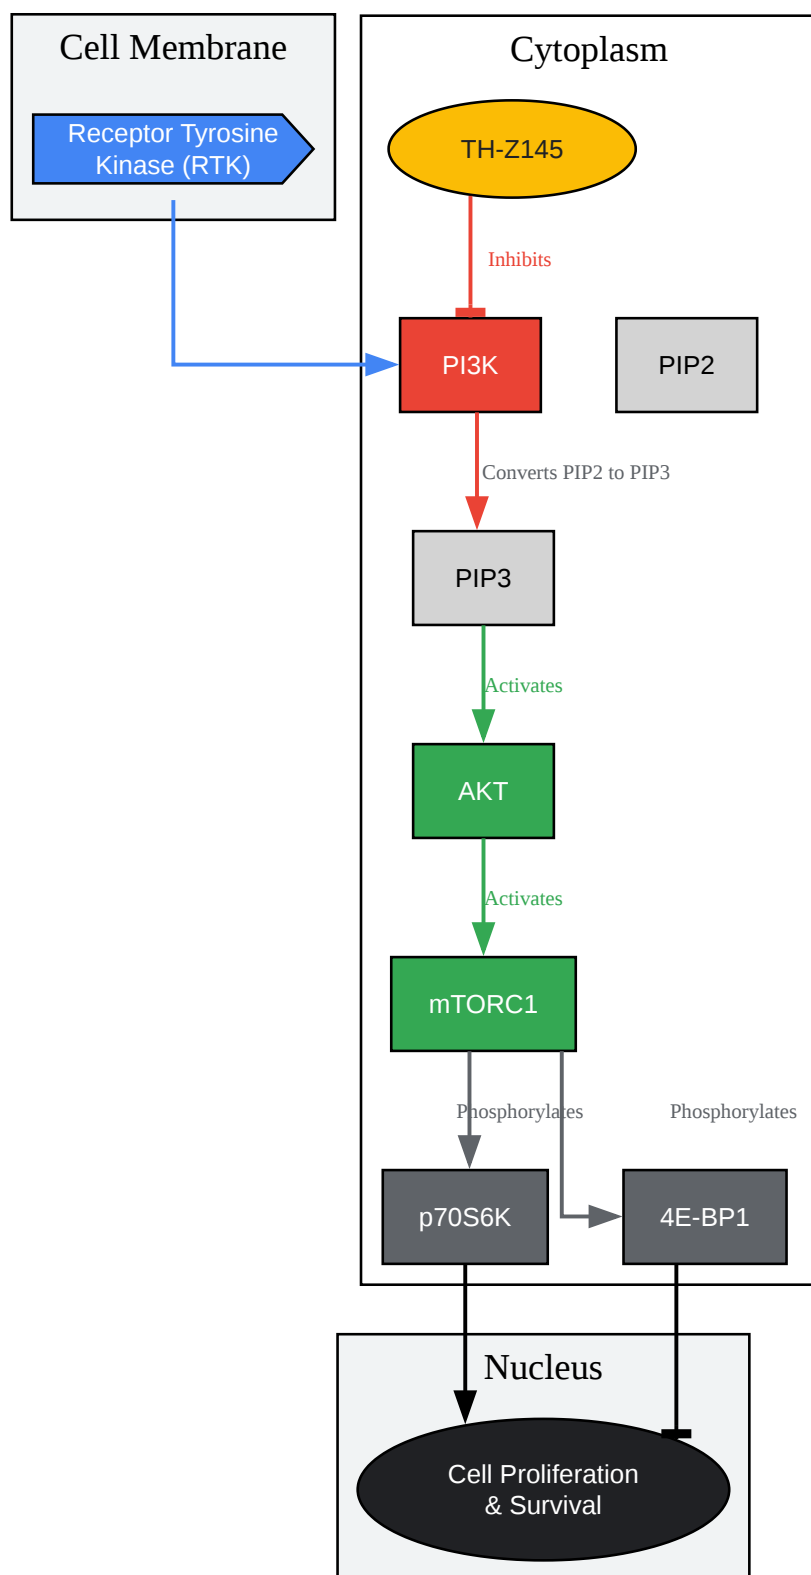 Cell Membrane
Receptor Tyrosine
Kinase (RTK)
Cytoplasm
TH-Z145
Inhibits
PI3K
PIP2
Converts PIP2 to PIP3
PIP3
Activates
AKT
Activates
mTORC1
Phosphorylates
Phosphorylates
p70S6K
4E-BP1
Nucleus
Cell Proliferation
& Survival